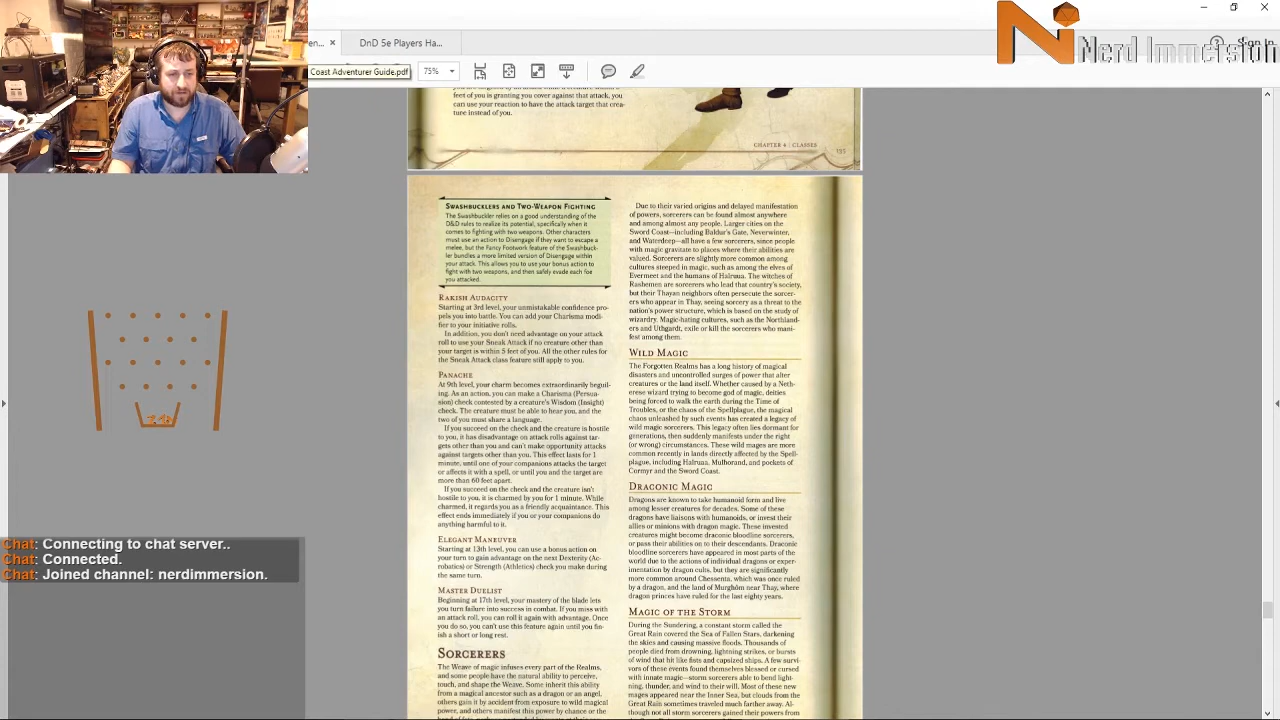 en...
DnD 5e Players Ha...
Nerd Immersi
Sign In
Coast Adventurer Guide.pdf
75%
feet of you is granting you cover against that attack, you
can use your reaction to have the attack target that crea-
ture instead of you.
CHAPTER 4 | CLASSES
135
SWASHBUCKLERS AND TWO-WEAPON FIGHTING
The Swashbuckler relies on a good understanding of the
D&D rules to realize its potential, specifically when it
comes to fighting with two weapons. Other characters
must use an action to Disengage if they want to escape a
melee, but the Fancy Footwork feature of the Swashbuck-
ler bundles a more limited version of Disengage within
your attack. This allows you to use your bonus action to
fight with two weapons, and then safely evade each foe
you attacked.
RAKISH AUDACITY
Starting at 3rd level, your unmistakable confidence pro-
pels you into battle. You can add your Charisma modi-
fier to your initiative rolls.
In addition, you don't need advantage on your attack
roll to use your Sneak Attack if no creature other than
your target is within 5 feet of you. All the other rules for
the Sneak Attack class feature still apply to you.
PANACHE
At 9th level, your charm becomes extraordinarily beguil-
ing. As an action, you can make a Charisma (Persua-
sion) check contested by a creature's Wisdom (Insight)
check. The creature must be able to hear you, and the
two of you must share a language.
If you succeed on the check and the creature is hostile
to you, it has disadvantage on attack rolls against tar-
gets other than you and can't make opportunity attacks
against targets other than you. This effect lasts for 1
minute, until one of your companions attacks the target
or affects it with a spell, or until you and the target are
more than 60 feet apart.
If you succeed on the check and the creature isn't
hostile to you, it is charmed by you for 1 minute. While
charmed, it regards you as a friendly acquaintance. This
effect ends immediately if you or your companions do
anything harmful to it.
ELEGANT MANEUVER
Starting at 13th level, you can use a bonus action on
your turn to gain advantage on the next Dexterity (Ac-
robatics) or Strength (Athletics) check you make during
the same turn.
MASTER DUELIST
Beginning at 17th level, your mastery of the blade lets
you turn failure into success in combat. If you miss with
an attack roll, you can roll it again with advantage. Once
you do so, you can't use this feature again until you fin-
ish a short or long rest.
SORCERERS
The Weave of magic infuses every part of the Realms,
and some people have the natural ability to perceive,
touch, and shape the Weave. Some inherit this ability
from a magical ancestor such as a dragon or an angel,
others gain it by accident from exposure to wild magical
power, and others manifest this power by chance or the
Due to their varied origins and delayed manifestation
of powers, sorcerers can be found almost anywhere
and among almost any people. Larger cities on the
Sword Coast—including Baldur's Gate, Neverwinter,
and Waterdeep—all have a few sorcerers, since people
with magic gravitate to places where their abilities are
valued. Sorcerers are slightly more common among
cultures steeped in magic, such as among the elves of
Evermeet and the humans of Halruaa. The witches of
Rashemen are sorcerers who lead that country's society,
but their Thayan neighbors often persecute the sorcer-
ers who appear in Thay, seeing sorcery as a threat to the
nation's power structure, which is based on the study of
wizardry. Magic-hating cultures, such as the Northland-
ers and Uthgardt, exile or kill the sorcerers who mani-
fest among them.
WILD MAGIC
The Forgotten Realms has a long history of magical
disasters and uncontrolled surges of power that alter
creatures or the land itself. Whether caused by a Neth-
erese wizard trying to become god of magic, deities
being forced to walk the earth during the Time of
Troubles, or the chaos of the Spellplague, the magical
chaos unleashed by such events has created a legacy of
wild magic sorcerers. This legacy often lies dormant for
generations, then suddenly manifests under the right
(or wrong) circumstances. These wild mages are more
common recently in lands directly affected by the Spell-
plague, including Halruaa, Mulhorand, and pockets of
Cormyr and the Sword Coast.
DRACONIC MAGIC
Dragons are known to take humanoid form and live
among lesser creatures for decades. Some of these
dragons have liaisons with humanoids, or invest their
allies or minions with dragon magic. These invested
creatures might become draconic bloodline sorcerers,
or pass their abilities on to their descendants. Draconic
bloodline sorcerers have appeared in most parts of the
world due to the actions of individual dragons or exper-
imentation by dragon cults, but they are significantly
more common around Chessenta, which was once ruled
by a dragon, and the land of Murghôm near Thay, where
dragon princes have ruled for the last eighty years.
MAGIC OF THE STORM
During the Sundering, a constant storm called the
Great Rain covered the Sea of Fallen Stars, darkening
the skies and causing massive floods. Thousands of
people died from drowning, lightning strikes, or bursts
of wind that hit like fists and capsized ships. A few survi-
vors of these events found themselves blessed or cursed
with innate magic—storm sorcerers able to bend light-
ning, thunder, and wind to their will. Most of these new
mages appeared near the Inner Sea, but clouds from the
Great Rain sometimes traveled much farther away. Al-
though not all storm sorcerers gained their powers from
Chat: Connecting to chat server..
Chat: Connected.
Chat: Joined channel: nerdimmersion.